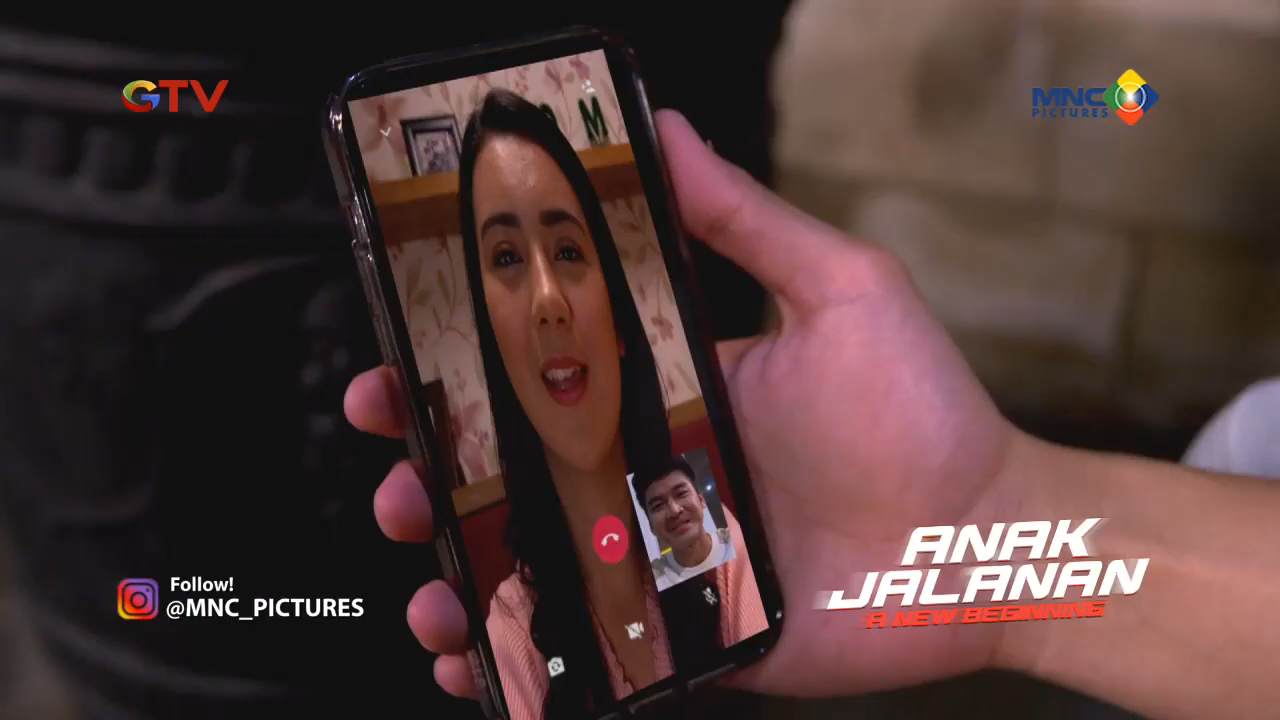 GTV
MNC
PICTURES
M
Follow!
@MNC_PICTURES
ANAK
JALANAN
A NEW BEGINNING